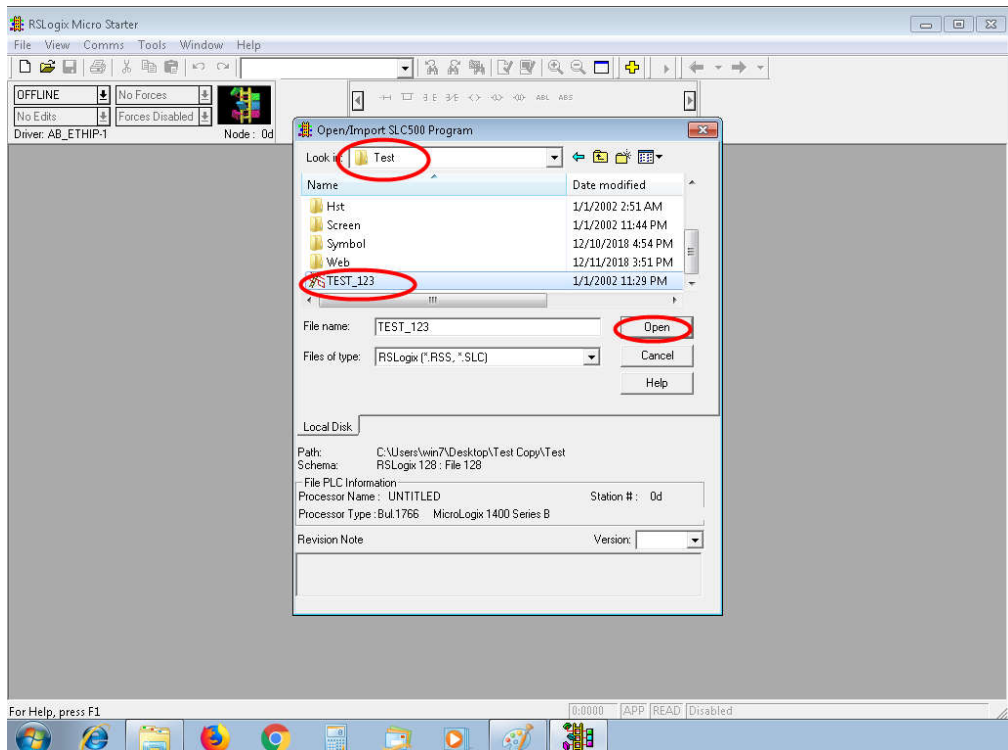 RSLogix Micro Starter
File View Comms Tools Window Help
OFFLINE No Forces
No Edits Forces Disabled
Driver: AB_ETHIP-1 Node : 0d
ABL ABS
Open/Import SLC500 Program
Look in: Test
Name Date modified
Hst 1/1/2002 2:51 AM
Screen 1/1/2002 11:44 PM
Symbol 12/10/2018 4:54 PM
Web 12/11/2018 3:51 PM
TEST_123 1/1/2002 11:29 PM
File name: TEST_123 Open
Files of type: RSLogix (*.RSS, *.SLC) Cancel
Help
Local Disk
Path: C:\Users\win7\Desktop\Test Copy\Test
Schema: RSLogix 128 : File 128
File PLC Information
Processor Name : UNTITLED Station # : 0d
Processor Type : Bul.1766 MicroLogix 1400 Series B
Revision Note Version:
For Help, press F1 0:0000 APP READ Disabled